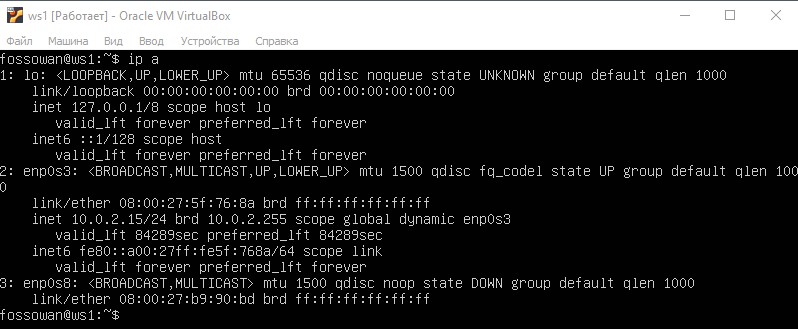 ws1 [Работает] - Oracle VM VirtualBox
Файл Машина Вид Ввод Устройства Справка
fossowan@ws1:~$ ip a
1: lo: <LOOPBACK,UP,LOWER_UP> mtu 65536 qdisc noqueue state UNKNOWN group default qlen 1000
    link/loopback 00:00:00:00:00:00 brd 00:00:00:00:00:00
    inet 127.0.0.1/8 scope host lo
       valid_lft forever preferred_lft forever
    inet6 ::1/128 scope host
       valid_lft forever preferred_lft forever
2: enp0s3: <BROADCAST,MULTICAST,UP,LOWER_UP> mtu 1500 qdisc fq_codel state UP group default qlen 100
0
    link/ether 08:00:27:5f:76:8a brd ff:ff:ff:ff:ff:ff
    inet 10.0.2.15/24 brd 10.0.2.255 scope global dynamic enp0s3
       valid_lft 84289sec preferred_lft 84289sec
    inet6 fe80::a00:27ff:fe5f:768a/64 scope link
       valid_lft forever preferred_lft forever
3: enp0s8: <BROADCAST,MULTICAST> mtu 1500 qdisc noop state DOWN group default qlen 1000
    link/ether 08:00:27:b9:90:bd brd ff:ff:ff:ff:ff:ff
fossowan@ws1:~$